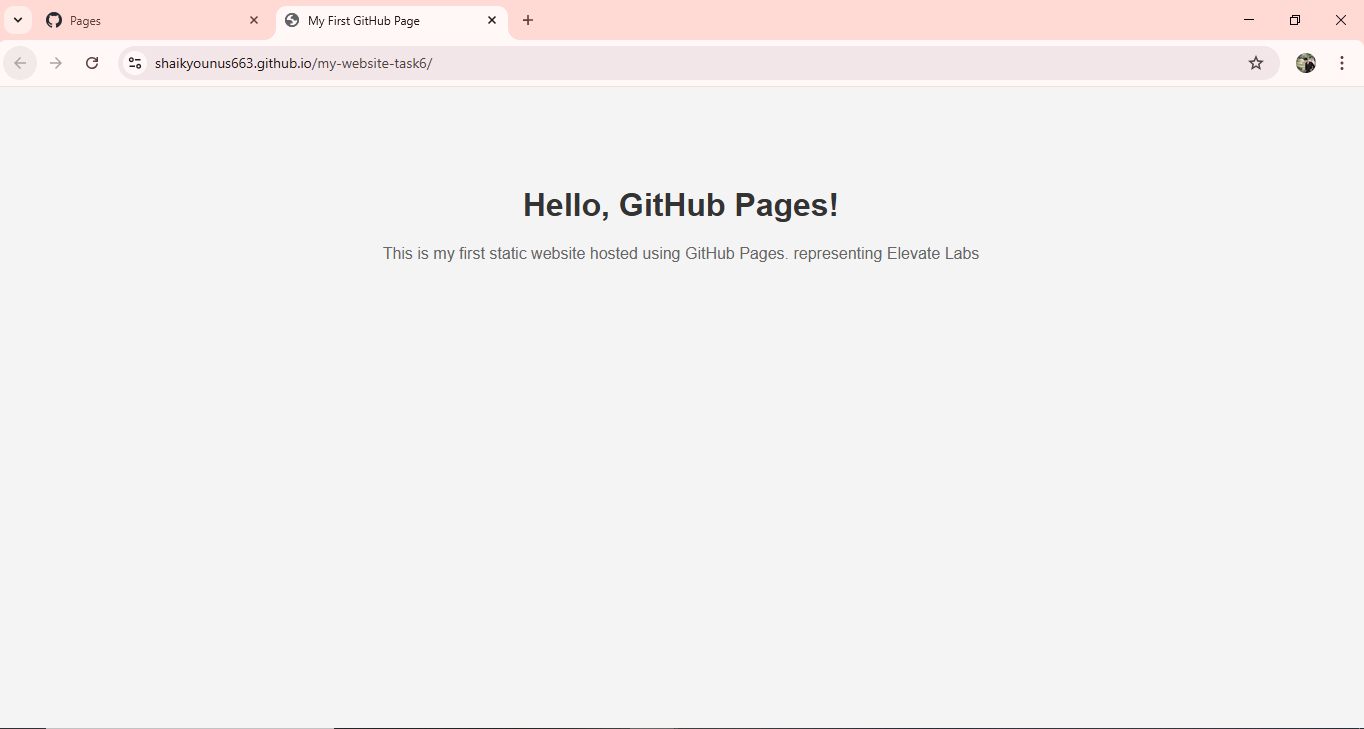 Pages
My First GitHub Page
shaikyounus663.github.io/my-website-task6/
Hello, GitHub Pages!
This is my first static website hosted using GitHub Pages. representing Elevate Labs